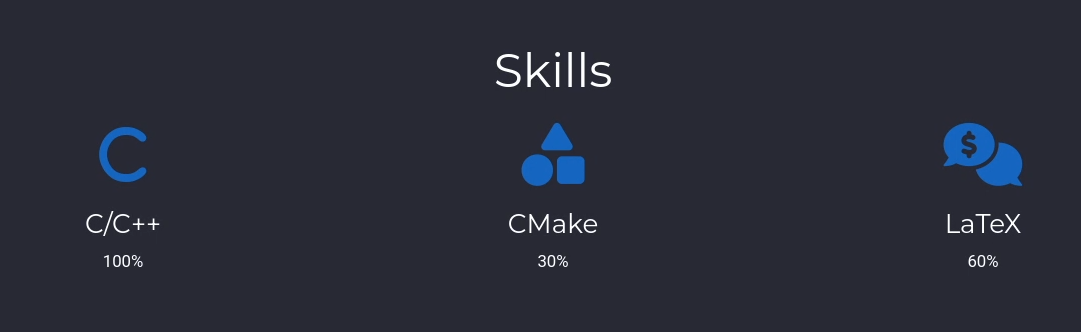 Skills
C/C++
CMake
LaTeX
100%
30%
60%